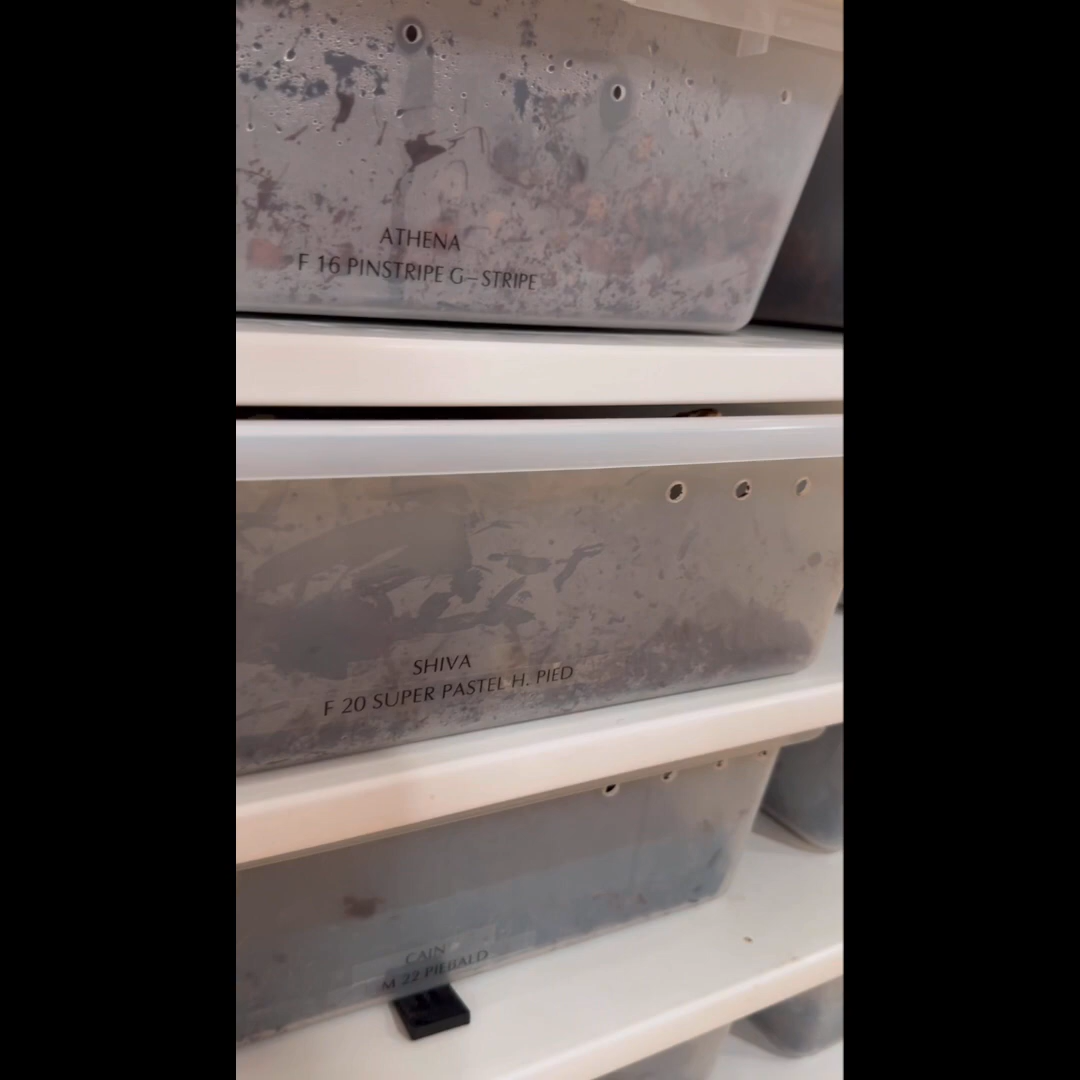 ATHENA
F 16 PINSTRIPE G-STRIPE
SHIVA
F 20 SUPER PASTEL H. PIED
CAIN
M 22 PIEBALD